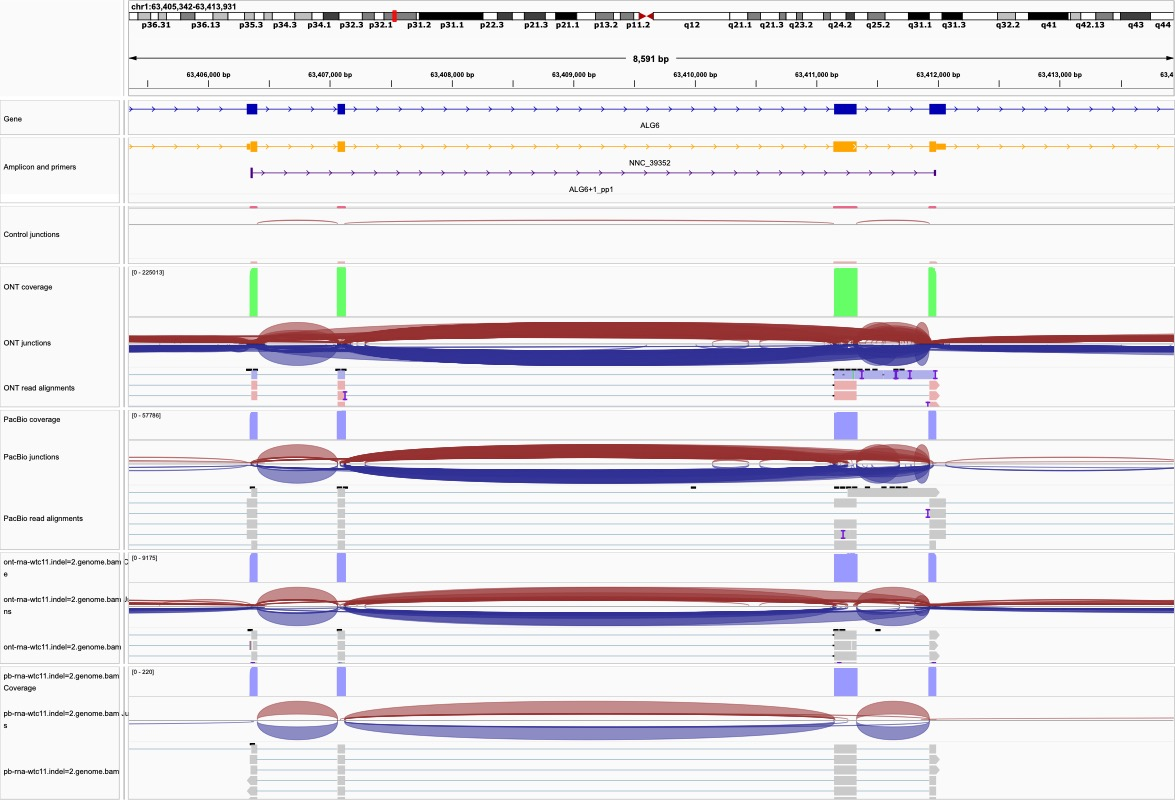 chr1:63,405,342-63,413,931
p36.31 p36.13 p35.3 p34.3 p34.1 p32.3 p32.1 p31.2 p31.1 p22.3 p21.3 p21.1 p13.2 p11.2 q12 q21.1 q21.3 q23.2 q24.2 q25.2 q31.1 q31.3 q32.2 q41 q42.13 q43 q44
8,591 bp
63,406,000 bp 63,407,000 bp 63,408,000 bp 63,409,000 bp 63,410,000 bp 63,411,000 bp 63,412,000 bp 63,413,000 bp 63,4
Gene
ALG6
Amplicon and primers
NNC_39352
ALG6+1_pp1
Control junctions
[0 - 225013]
ONT coverage
ONT junctions
ONT read alignments
[0 - 57786]
PacBio coverage
PacBio junctions
PacBio read alignments
[0 - 9175]
ont-rna-wtc11.indel=2.genome.bam C
e
ont-rna-wtc11.indel=2.genome.bam
ns
ont-rna-wtc11.indel=2.genome.bam
[0 - 220]
pb-rna-wtc11.indel=2.genome.bam
Coverage
pb-rna-wtc11.indel=2.genome.bam Ju
s
pb-rna-wtc11.indel=2.genome.bam